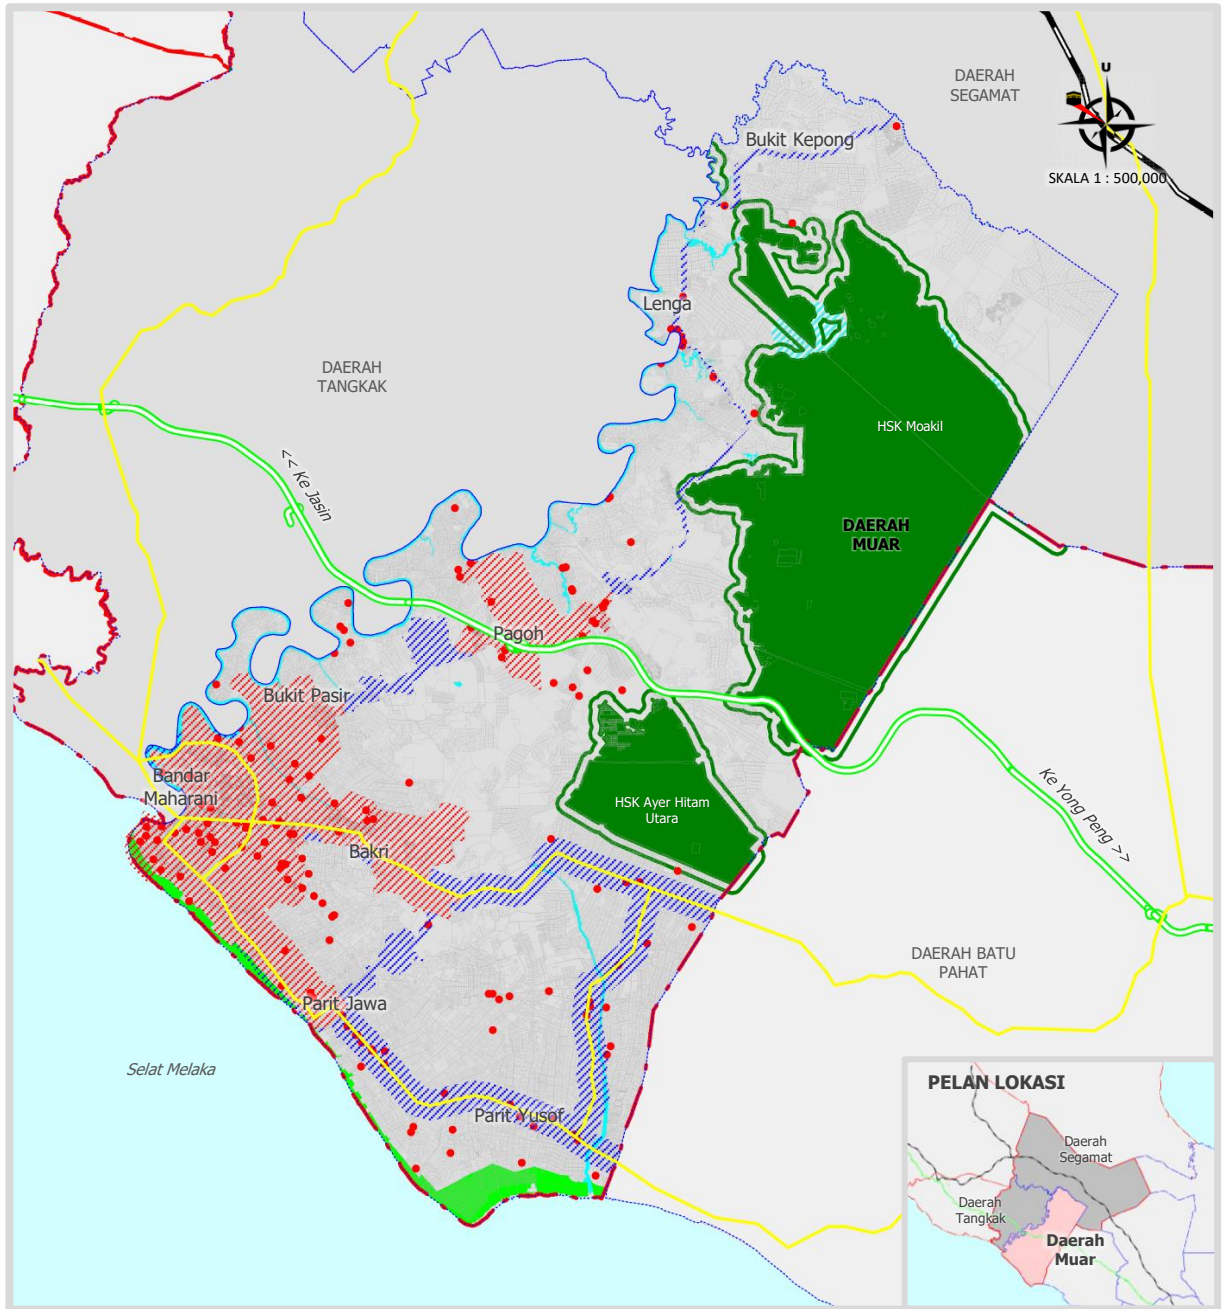 DAERAH
SEGAMAT
U
SKALA 1 : 500,000
Bukit Kepong
Lenga
DAERAH
TANGKAK
HSK Moakil
<< Ke Jasin
DAERAH
MUAR
Pagoh
Bukit Pasir
Bandar
Maharani
HSK Ayer Hitam
Utara
Ke Yong Peng >>
Bakri
DAERAH BATU
PAHAT
Parit Jawa
Selat Melaka
Parit Yusof
PELAN LOKASI
Daerah
Segamat
Daerah
Tangkak
Daerah
Muar